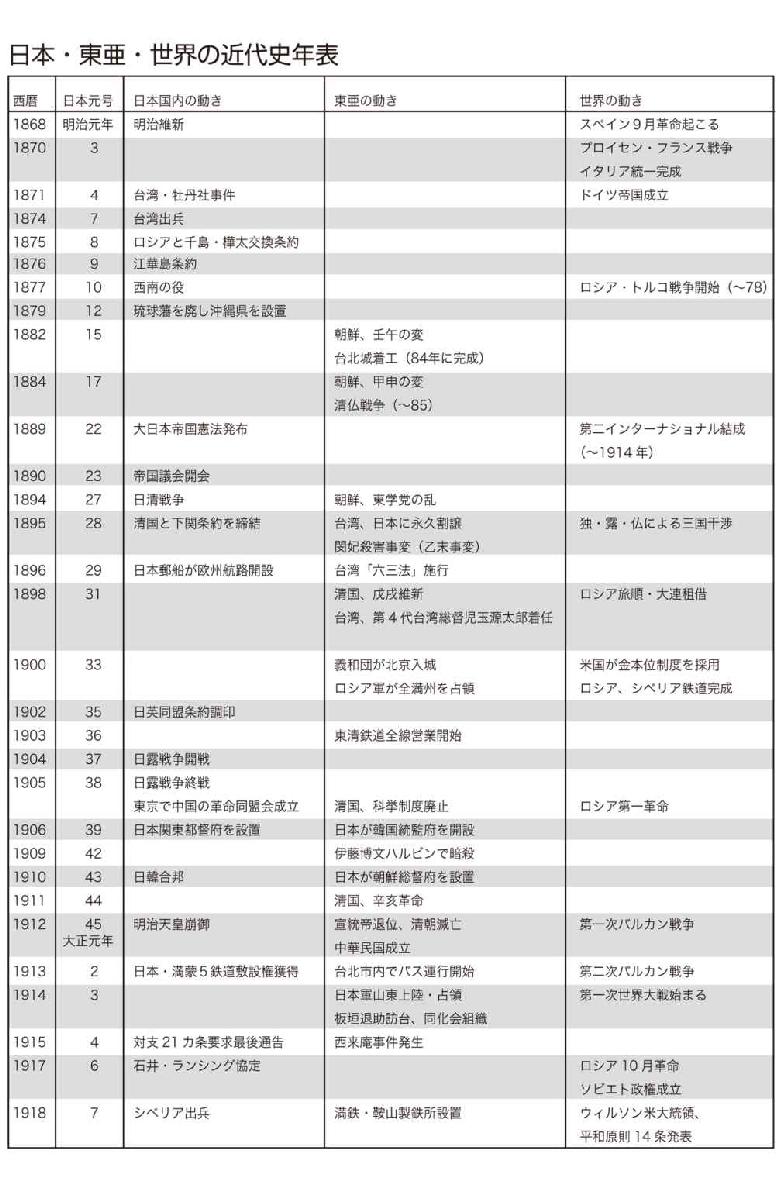 日本・東亜・世界の近代史年表
西暦 日本元号 日本国内の動き 東亜の動き 世界の動き
1868 明治元年 明治維新 スペイン9月革命起こる
1870 3 プロイセン・フランス戦争
イタリア統一完成
1871 4 台湾・牡丹社事件 ドイツ帝国成立
1874 7 台湾出兵
1875 8 ロシアと千島・樺太交換条約
1876 9 江華島条約
1877 10 西南の役 ロシア・トルコ戦争開始（〜78）
1879 12 琉球藩を廃し沖縄県を設置
1882 15 朝鮮、壬午の変
台北城着工（84年に完成）
1884 17 朝鮮、甲申の変
清仏戦争（〜85）
1889 22 大日本帝国憲法発布 第二インターナショナル結成
（〜1914年）
1890 23 帝国議会開会
1894 27 日清戦争 朝鮮、東学党の乱
1895 28 清国と下関条約を締結 台湾、日本に永久割譲 独・露・仏による三国干渉
閔妃殺害事変（乙末事変）
1896 29 日本郵船が欧州航路開設 台湾「六三法」施行
1898 31 清国、戊戌維新 ロシア旅順・大連租借
台湾、第4代台湾総督児玉源太郎着任
1900 33 義和団が北京入城 米国が金本位制度を採用
ロシア軍が全満州を占領 ロシア、シベリア鉄道完成
1902 35 日英同盟条約調印
1903 36 東清鉄道全線営業開始
1904 37 日露戦争開戦
1905 38 日露戦争終戦
東京で中国の革命同盟会成立 清国、科挙制度廃止 ロシア第一革命
1906 39 日本関東都督府を設置 日本が韓国統監府を開設
1909 42 伊藤博文ハルビンで暗殺
1910 43 日韓合邦 日本が朝鮮総督府を設置
1911 44 清国、辛亥革命
1912 45 明治天皇崩御 宣統帝退位、清朝滅亡 第一次バルカン戦争
大正元年 中華民国成立
1913 2 日本・満蒙5鉄道敷設権獲得 台北市内でバス運行開始 第二次バルカン戦争
1914 3 日本軍山東上陸・占領 第一次世界大戦始まる
板垣退助訪台、同化会組織
1915 4 対支21カ条要求最後通告 西来庵事件発生
1917 6 石井・ランシング協定 ロシア10月革命
ソビエト政権成立
1918 7 シベリア出兵 満鉄・鞍山製鉄所設置 ウィルソン米大統領、
平和原則14条発表